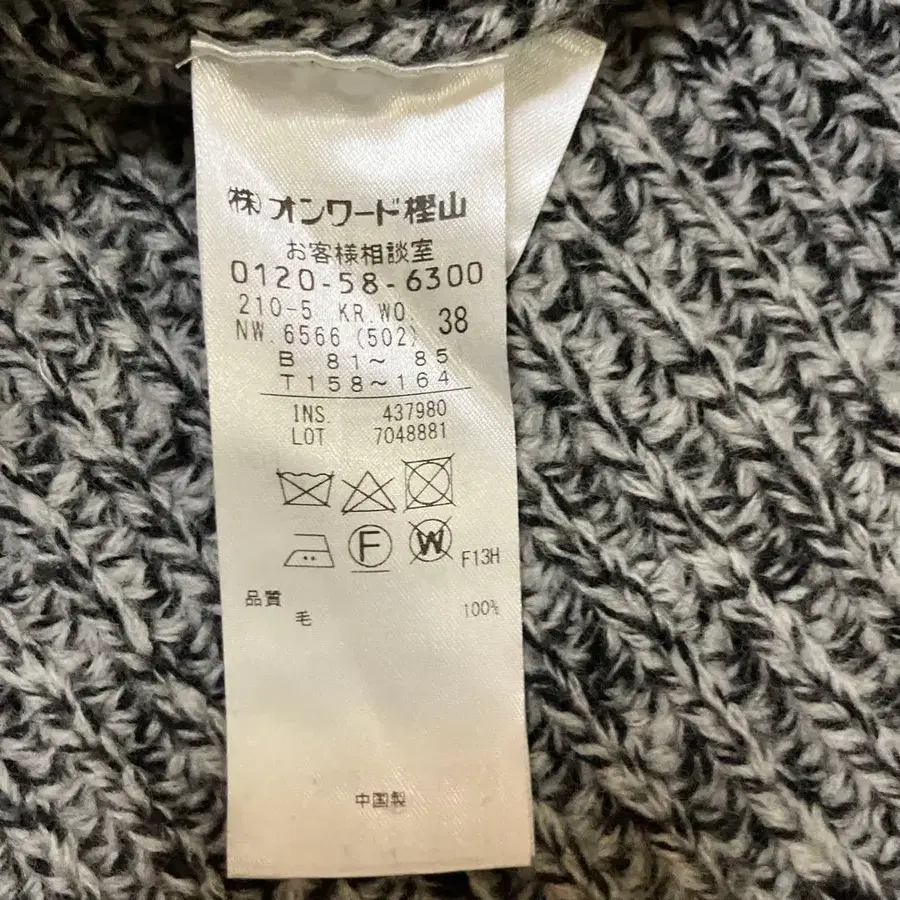 ㈱オンワード樫山
お客様相談室
0120-58-6300
210-5 KR.WO. 38
NW.6566 (502)
B 81～ 85
T158～164
INS. 437980
LOT 7048881
F W F13H
品質
毛 100%
中国製